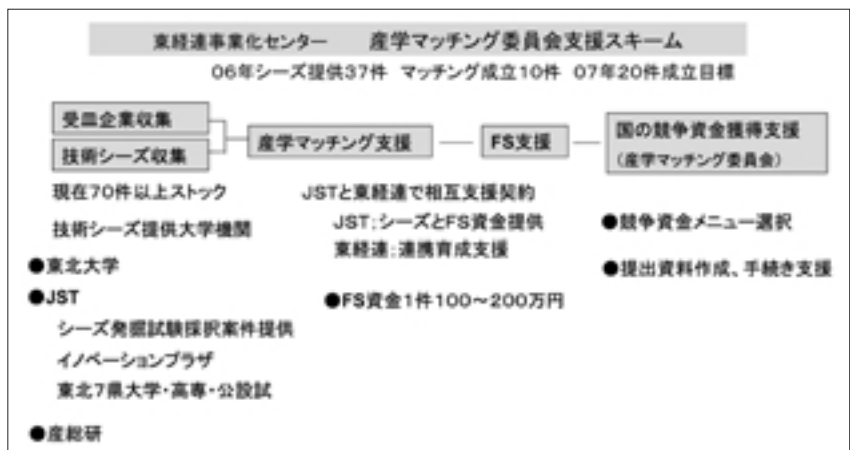 東経連事業化センター　産学マッチング委員会支援スキーム
06年シーズ提供37件 マッチング成立10件 07年20件成立目標
受皿企業収集
技術シーズ収集
産学マッチング支援
FS支援
国の競争資金獲得支援
(産学マッチング委員会)
現在70件以上ストック
技術シーズ提供大学機関
●東北大学
●JST
シーズ発掘試験採択案件提供
イノベーションプラザ
東北7県大学・高専・公設試
●産総研
JSTと東経連で相互支援契約
JST;シーズとFS資金提供
東経連;連携育成支援
●FS資金1件100～200万円
●競争資金メニュー選択
●提出資料作成、手続き支援